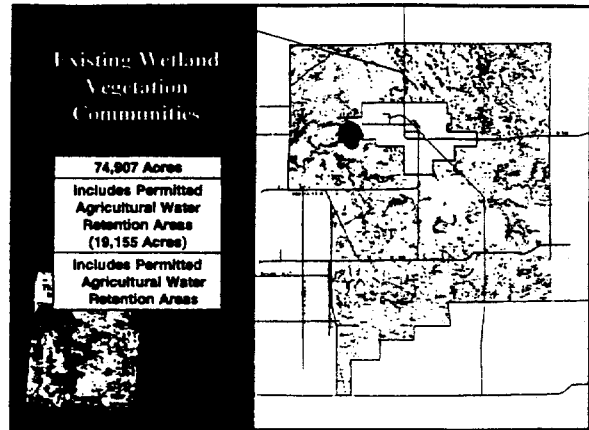 Existing Wetland
Vegetation
Communities
74,907 Acres
Includes Permitted
Agricultural Water
Retention Areas
(19,155 Acres)
Includes Permitted
Agricultural Water
Retention Areas